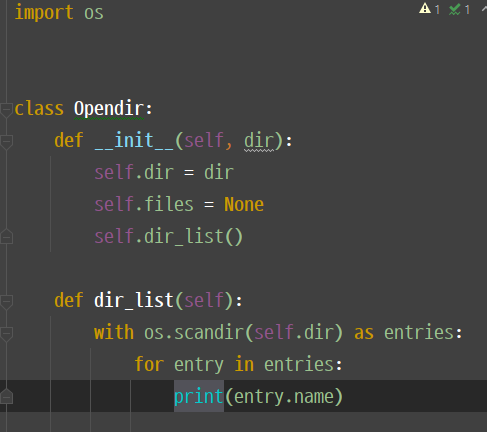 import os
1 1
class Opendir:
    def __init__(self, dir):
        self.dir = dir
        self.files = None
        self.dir_list()
    def dir_list(self):
        with os.scandir(self.dir) as entries:
            for entry in entries:
                print(entry.name)